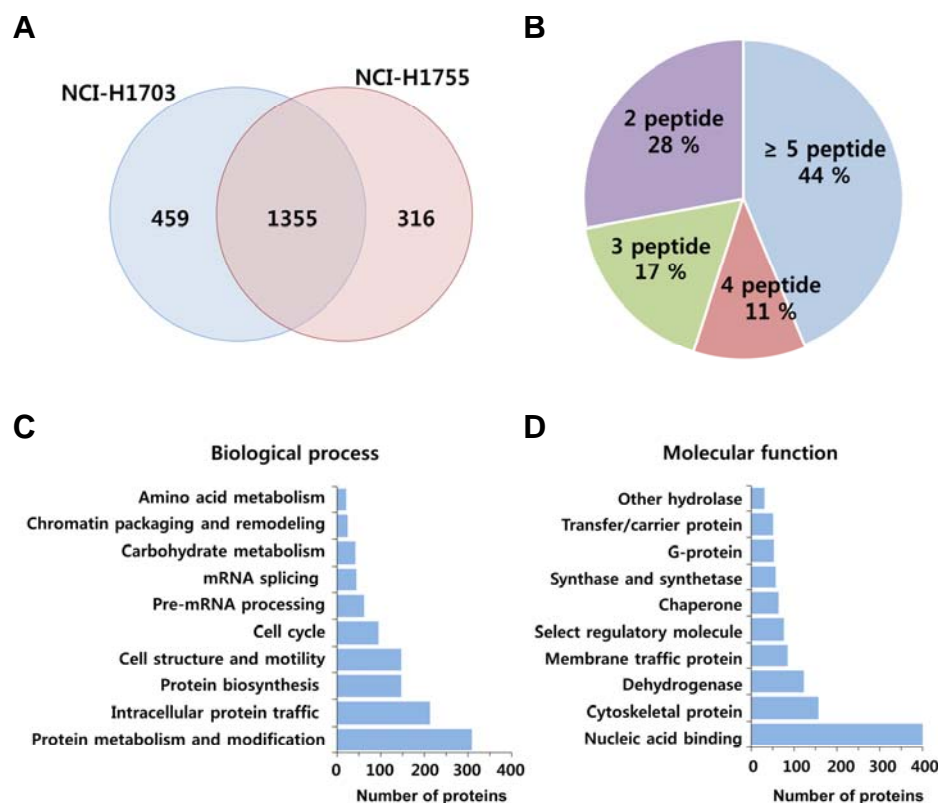 A
NCI-H1703
NCI-H1755
459
1355
316
B
2 peptide
28 %
≥ 5 peptide
44 %
3 peptide
17 %
4 peptide
11 %
C
Biological process
Amino acid metabolism
Chromatin packaging and remodeling
Carbohydrate metabolism
mRNA splicing
Pre-mRNA processing
Cell cycle
Cell structure and motility
Protein biosynthesis
Intracellular protein traffic
Protein metabolism and modification
0 100 200 300 400
Number of proteins
D
Molecular function
Other hydrolase
Transfer/carrier protein
G-protein
Synthase and synthetase
Chaperone
Select regulatory molecule
Membrane traffic protein
Dehydrogenase
Cytoskeletal protein
Nucleic acid binding
0 100 200 300 400
Number of proteins